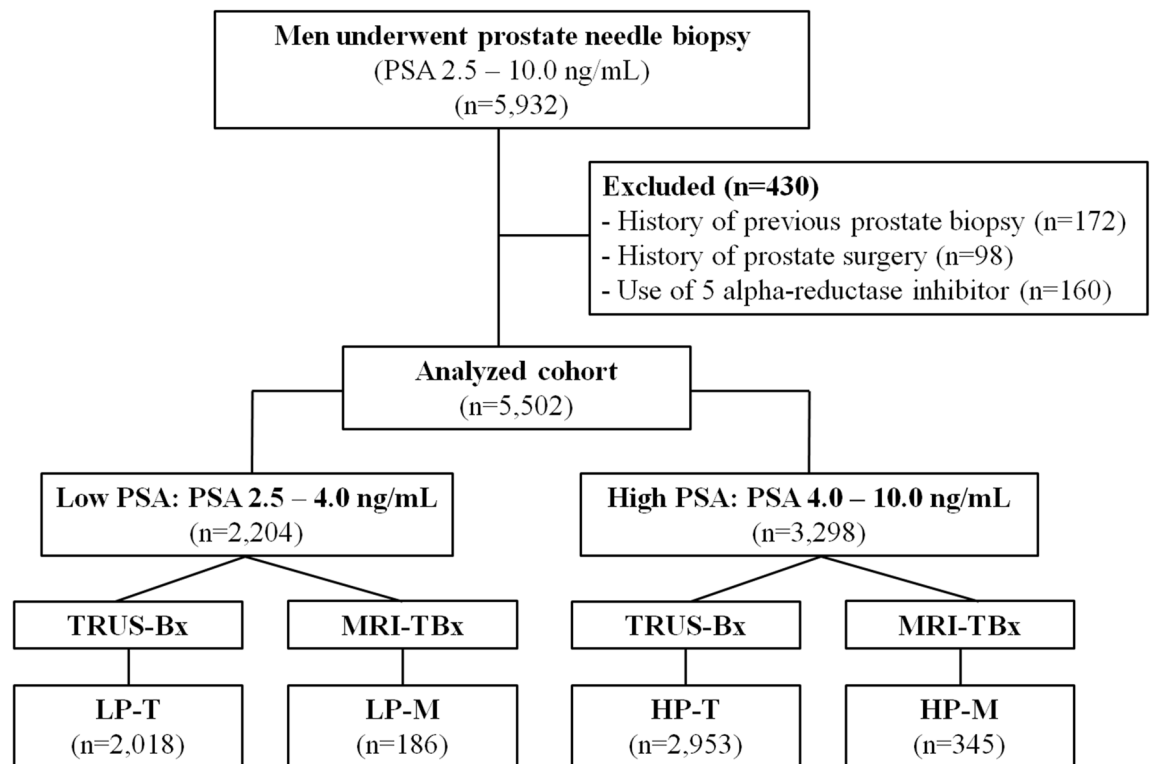 Men underwent prostate needle biopsy
(PSA 2.5 – 10.0 ng/mL)
(n=5,932)
Excluded (n=430)
- History of previous prostate biopsy (n=172)
- History of prostate surgery (n=98)
- Use of 5 alpha-reductase inhibitor (n=160)
Analyzed cohort
(n=5,502)
Low PSA: PSA 2.5 – 4.0 ng/mL
(n=2,204)
High PSA: PSA 4.0 – 10.0 ng/mL
(n=3,298)
TRUS-Bx
MRI-TBx
TRUS-Bx
MRI-TBx
LP-T
(n=2,018)
LP-M
(n=186)
HP-T
(n=2,953)
HP-M
(n=345)